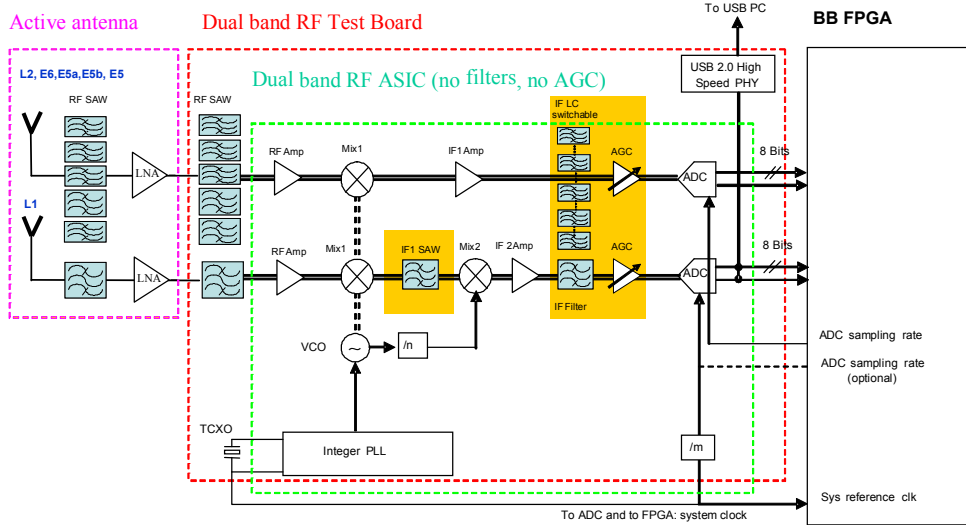 Active antenna
Dual band RF Test Board
To USB PC
BB FPGA
L2, E6,E5a,E5b, E5
Dual band RF ASIC (no filters, no AGC)
USB 2.0 High
Speed PHY
RF SAW
RF SAW
IF LC
switchable
RF Amp
Mix1
IF1 Amp
AGC
8 Bits
LNA
ADC
L1
RF Amp
Mix1
IF1 SAW
Mix2
IF 2Amp
AGC
8 Bits
LNA
ADC
IF Filter
VCO
~
/n
ADC sampling rate
ADC sampling rate
(optional)
TCXO
Integer PLL
/m
Sys reference clk
To ADC and to FPGA: system clock